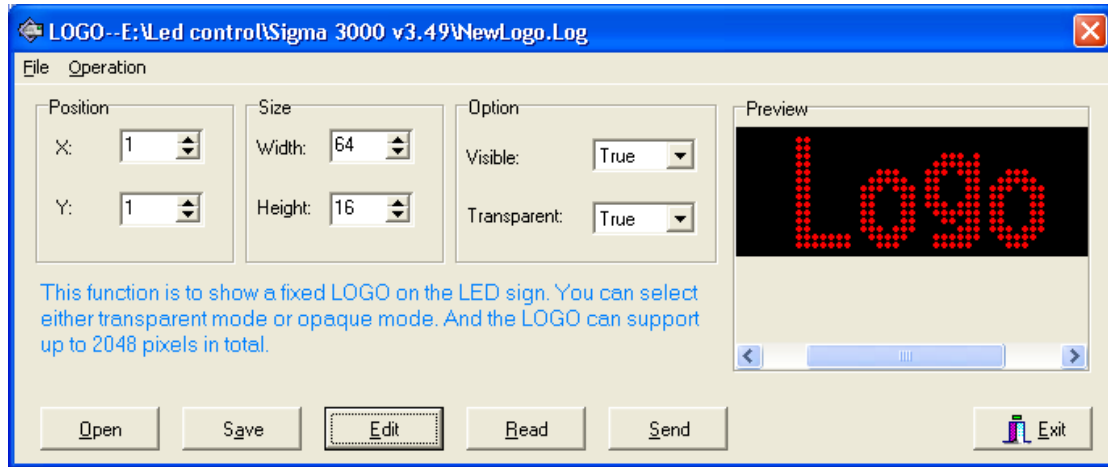 LOGO--E:\Led control\Sigma 3000 v3.49\NewLogo.Log
File Operation
Position
X: 1
Y: 1
Size
Width: 64
Height: 16
Option
Visible: True
Transparent: True
Preview
Logo
This function is to show a fixed LOGO on the LED sign. You can select
either transparent mode or opaque mode. And the LOGO can support
up to 2048 pixels in total.
Open Save Edit Read Send Exit